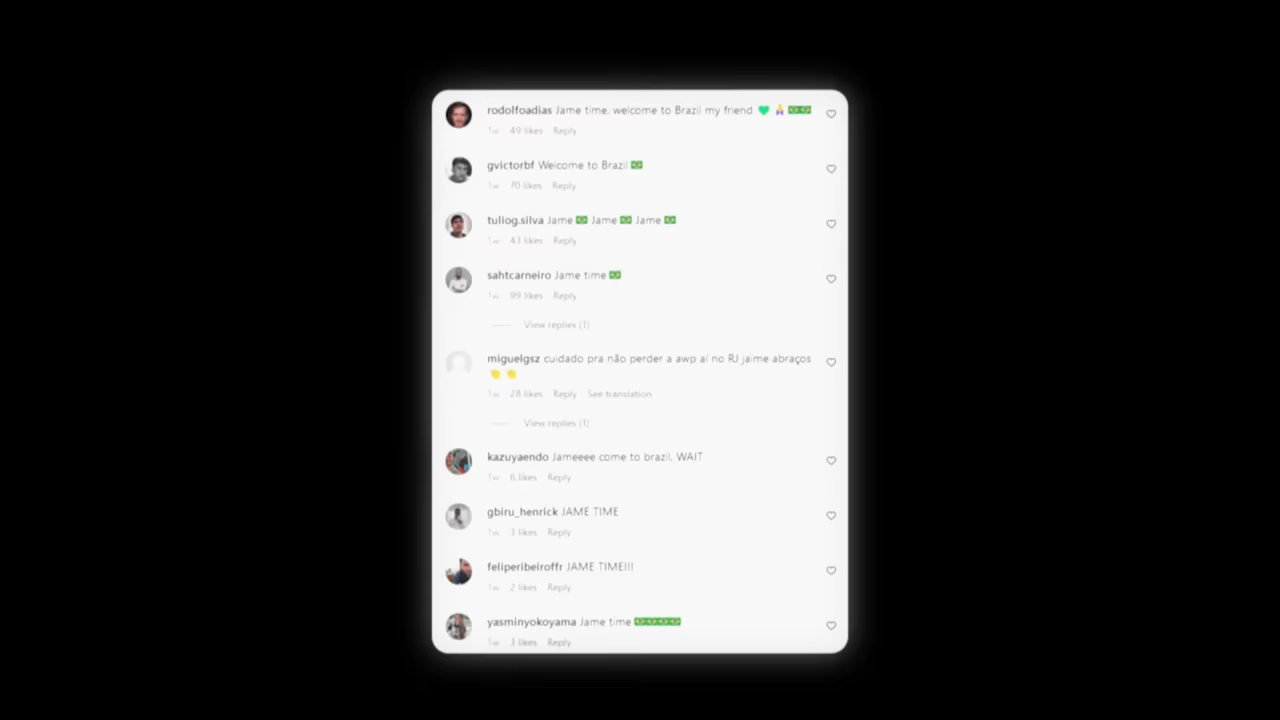 rodolfoadias Jame time, welcome to Brazil my friend 💚 🙏 🇧🇷🇧🇷
1w 49 likes Reply
gvictorbf Welcome to Brazil 🇧🇷
1w 70 likes Reply
tuliog.silva Jame 🇧🇷 Jame 🇧🇷 Jame 🇧🇷
1w 43 likes Reply
sahtcarneiro Jame time 🇧🇷
1w 99 likes Reply
View replies (1)
miguelgsz cuidado pra não perder a awp aí no RJ jaime abraços
👏 👏
1w 28 likes Reply See translation
View replies (1)
kazuyaendo Jameeee come to brazil. WAIT
1w 6 likes Reply
gbiru_henrick JAME TIME
1w 3 likes Reply
feliperibeiroffr JAME TIME!!!
1w 2 likes Reply
yasminyokoyama Jame time 🇧🇷🇧🇷🇧🇷🇧🇷
1w 3 likes Reply